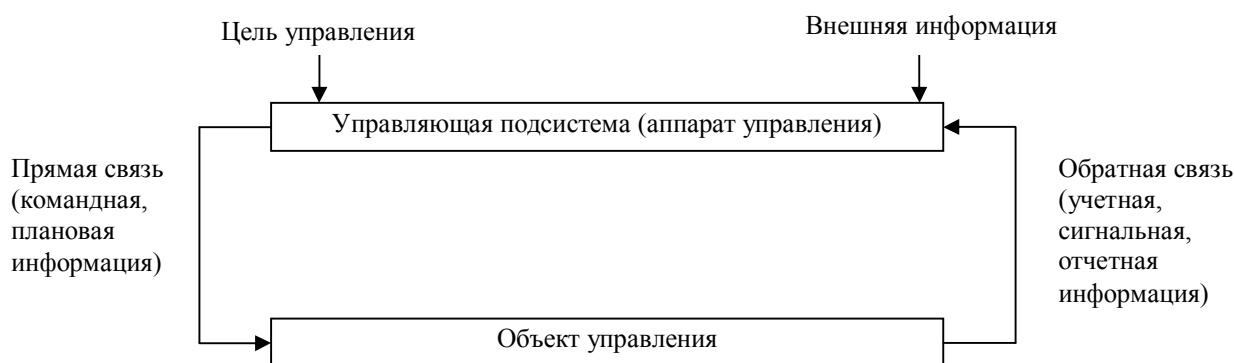 Цель управления
Внешняя информация
Управляющая подсистема (аппарат управления)
Прямая связь
(командная,
плановая
информация)
Обратная связь
(учетная,
сигнальная,
отчетная
информация)
Объект управления